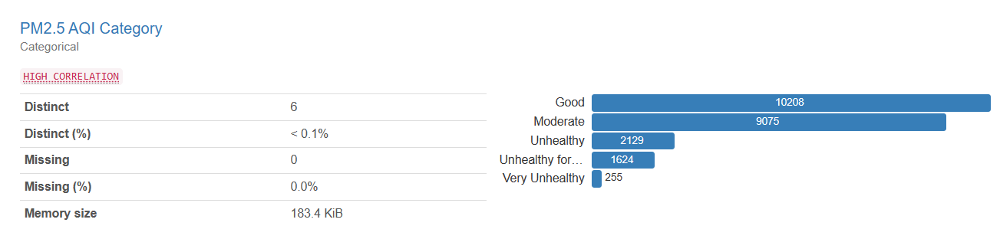 PM2.5 AQI Category
Categorical
HIGH CORRELATION
Distinct 6
Distinct (%) < 0.1%
Missing 0
Missing (%) 0.0%
Memory size 183.4 KiB
Good 10208
Moderate 9075
Unhealthy 2129
Unhealthy for… 1624
Very Unhealthy 255